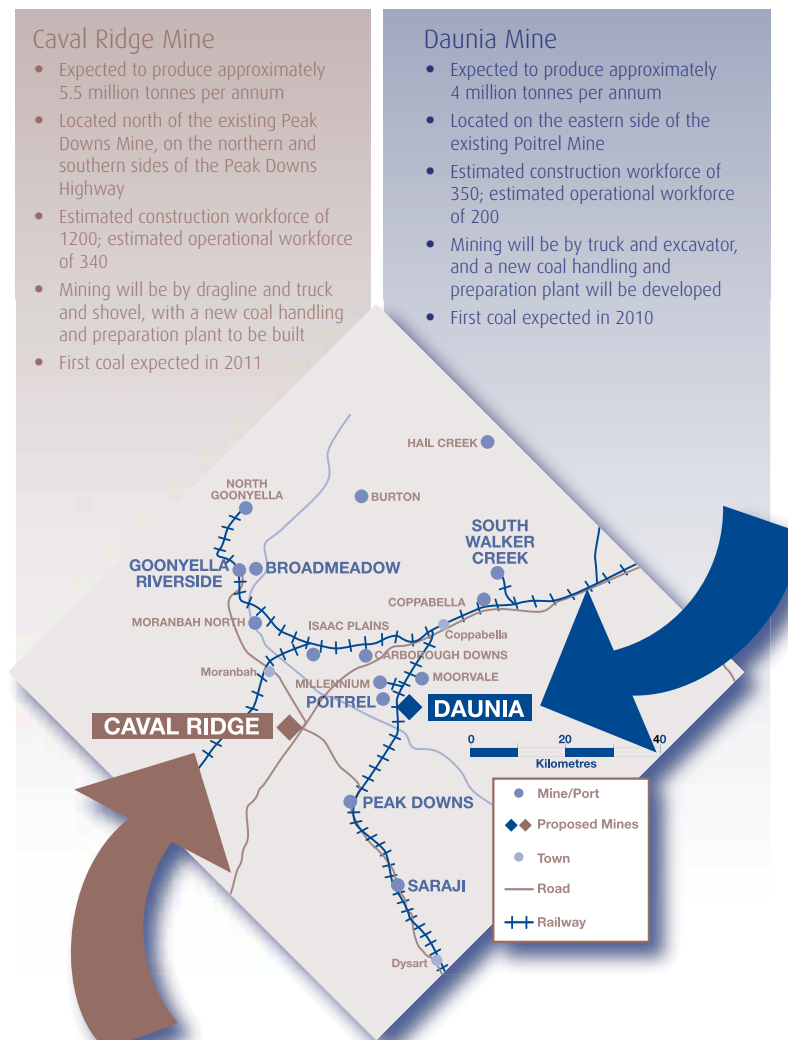 Caval Ridge Mine
• Expected to produce approximately
5.5 million tonnes per annum
• Located north of the existing Peak
Downs Mine, on the northern and
southern sides of the Peak Downs
Highway
• Estimated construction workforce of
1200; estimated operational workforce
of 340
• Mining will be by dragline and truck
and shovel, with a new coal handling
and preparation plant to be built
• First coal expected in 2011
Daunia Mine
• Expected to produce approximately
4 million tonnes per annum
• Located on the eastern side of the
existing Poitrel Mine
• Estimated construction workforce of
350; estimated operational workforce
of 200
• Mining will be by truck and excavator,
and a new coal handling and
preparation plant will be developed
• First coal expected in 2010
HAIL CREEK
NORTH
GOONYELLA
BURTON
SOUTH
WALKER
CREEK
GOONYELLA
RIVERSIDE
BROADMEADOW
COPPABELLA
MORANBAH NORTH
ISAAC PLAINS
Coppabella
CARBOROUGH DOWNS
Moranbah
MILLENNIUM
MOORVALE
POITREL
DAUNIA
CAVAL RIDGE
0 20 40
Kilometres
PEAK DOWNS
SARAJI
Dysart
Mine/Port
Proposed Mines
Town
Road
Railway